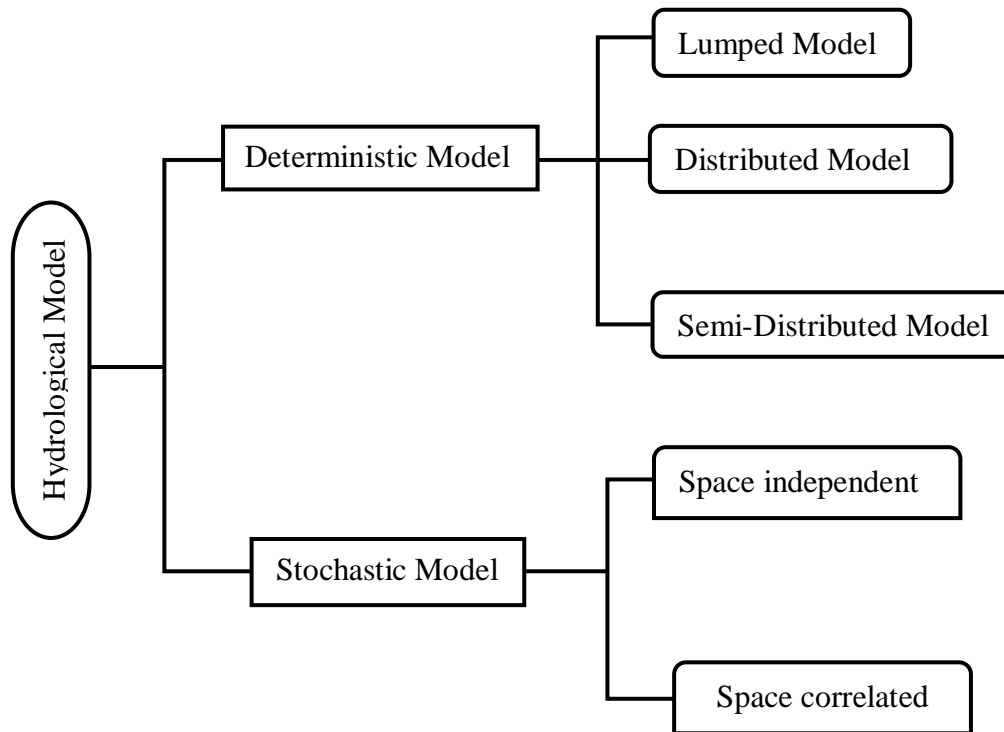 Hydrological Model
Deterministic Model
Lumped Model
Distributed Model
Semi-Distributed Model
Stochastic Model
Space independent
Space correlated